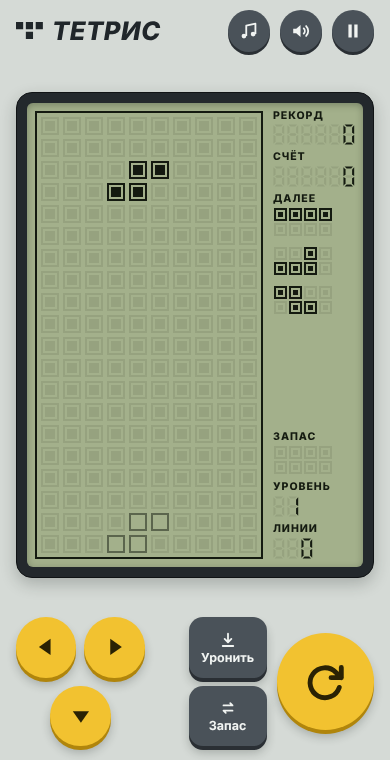 ТЕТРИС
РЕКОРД
0
СЧЁТ
0
ДАЛЕЕ
ЗАПАС
УРОВЕНЬ
1
ЛИНИИ
0
Уронить
Запас